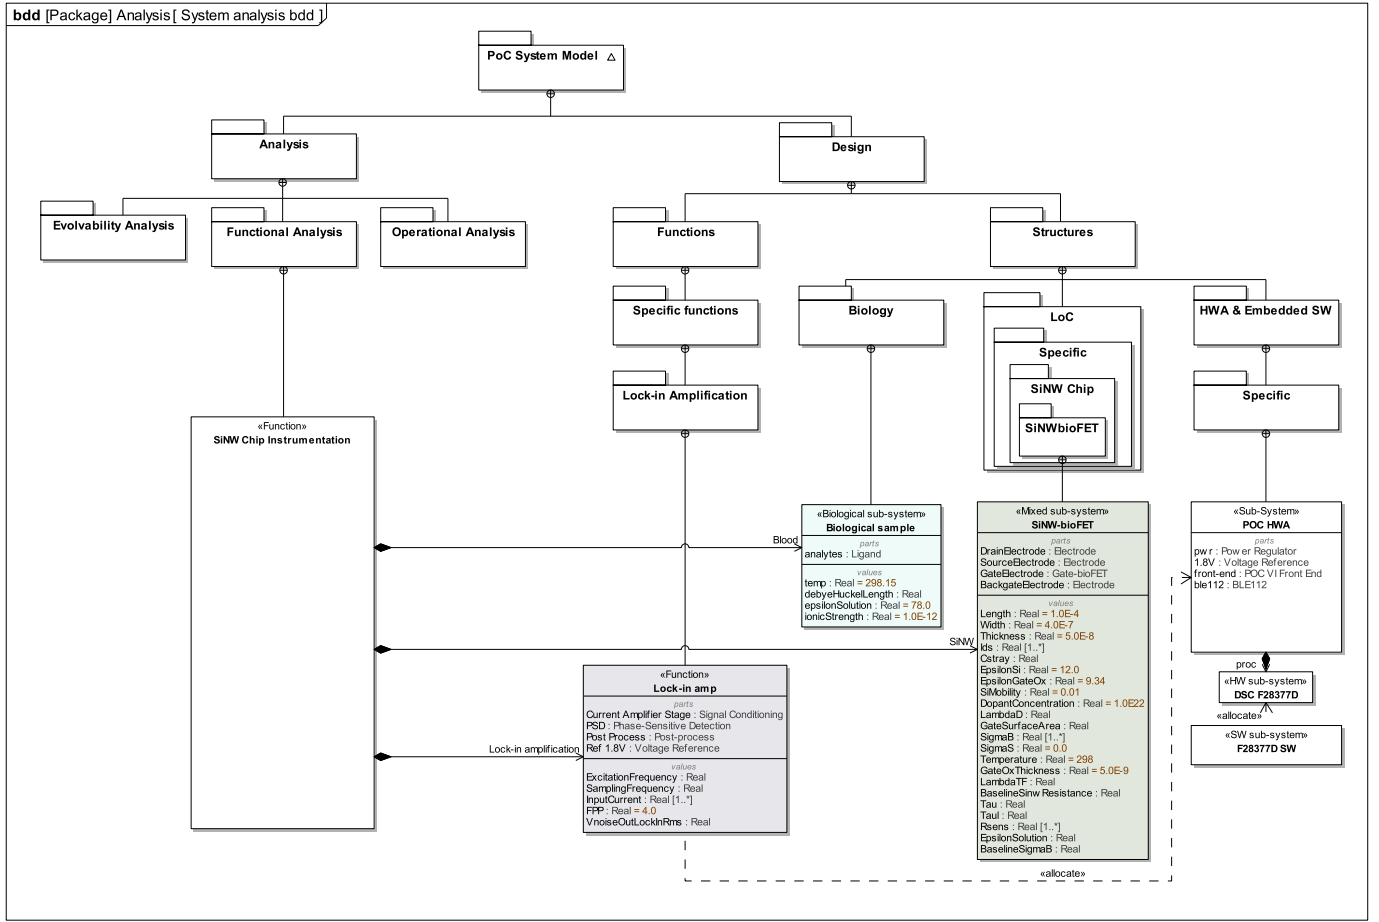 bdd [Package] Analysis [ System analysis bdd ]
PoC System Model
Analysis
Design
Evolvability Analysis
Functional Analysis
Operational Analysis
Functions
Structures
Specific functions
Biology
LoC
Specific
SiNW Chip
SiNWbioFET
HWA & Embedded SW
Lock-in Amplification
Specific
«Function»
SiNW Chip Instrumentation
Blood
SiNW
Lock-in amplification
«Biological sub-system»
Biological sample
parts
analytes : Ligand
values
temp : Real = 298.15
debyeHuckelLength : Real
epsilonSolution : Real = 78.0
ionicStrength : Real = 1.0E-12
«Mixed sub-system»
SiNW-bioFET
parts
DrainElectrode : Electrode
SourceElectrode : Electrode
GateElectrode : Gate-bioFET
BackgateElectrode : Electrode
values
Length : Real = 1.0E-4
Width : Real = 4.0E-7
Thickness : Real = 5.0E-8
Ids : Real [1..*]
Cstray : Real
EpsilonSi : Real = 12.0
EpsilonGateOx : Real = 9.34
SiMobility : Real = 0.01
DopantConcentration : Real = 1.0E22
LambdaD : Real
GateSurfaceArea : Real
SigmaB : Real [1..*]
SigmaS : Real = 0.0
Temperature : Real = 298
GateOxThickness : Real = 5.0E-9
LambdaTF : Real
BaselineSinwResistance : Real
Tau : Real
TauI : Real
Rsens : Real [1..*]
EpsilonSolution : Real
BaselineSigmaB : Real
«Sub-System»
POC HWA
parts
pwr : Power Regulator
1.8V : Voltage Reference
front-end : POC VI Front End
ble112 : BLE112
proc
«HW sub-system»
DSC F28377D
«allocate»
«SW sub-system»
F28377D SW
«Function»
Lock-in amp
parts
Current Amplifier Stage : Signal Conditioning
PSD : Phase-Sensitive Detection
Post Process : Post-process
Ref 1.8V : Voltage Reference
values
ExcitationFrequency : Real
SamplingFrequency : Real
InputCurrent : Real [1..*]
FPP : Real = 4.0
VnoiseOutLockInRms : Real
«allocate»